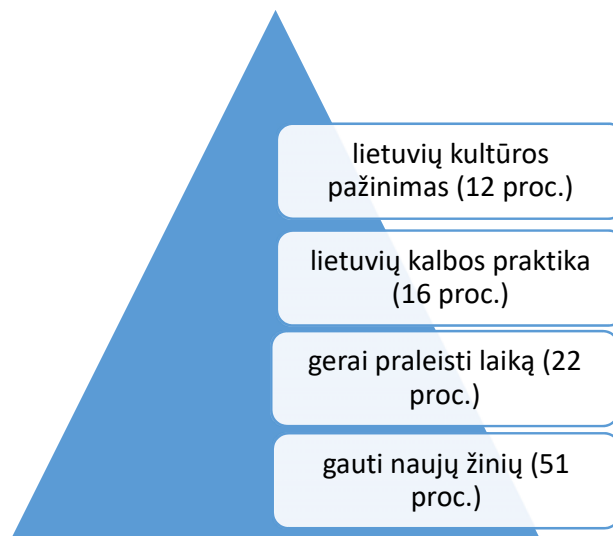 lietuvių kultūros
pažinimas (12 proc.)
lietuvių kalbos praktika
(16 proc.)
gerai praleisti laiką (22
proc.)
gauti naujų žinių (51
proc.)